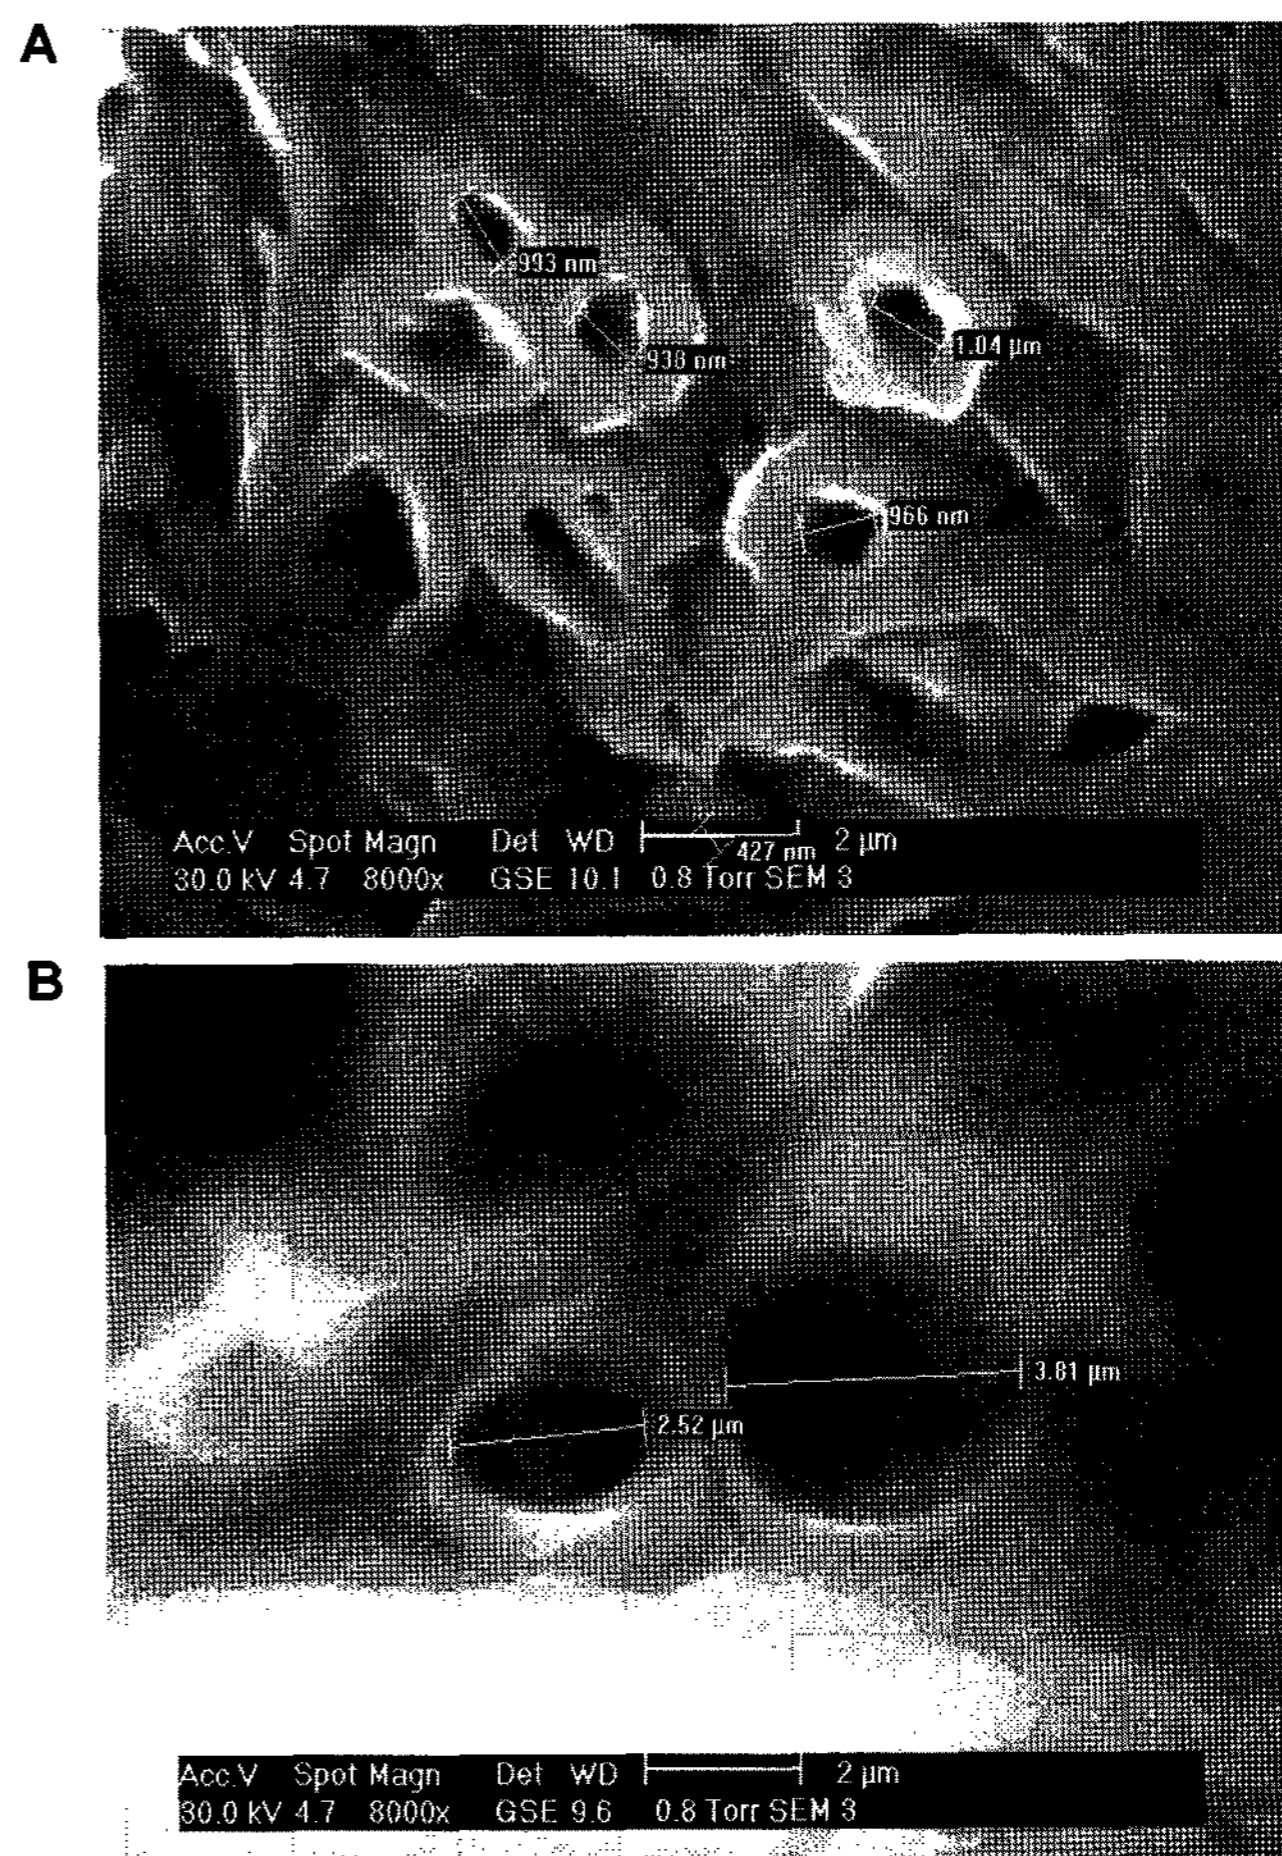 A
993 nm
938 nm
1.04 µm
966 nm
Acc.V Spot Magn Det WD 2 µm
427 nm
30.0 kV 4.7 8000x GSE 10.1 0.8 Torr SEM 3
B
3.81 µm
2.52 µm
Acc.V Spot Magn Det WD 2 µm
30.0 kV 4.7 8000x GSE 9.6 0.8 Torr SEM 3